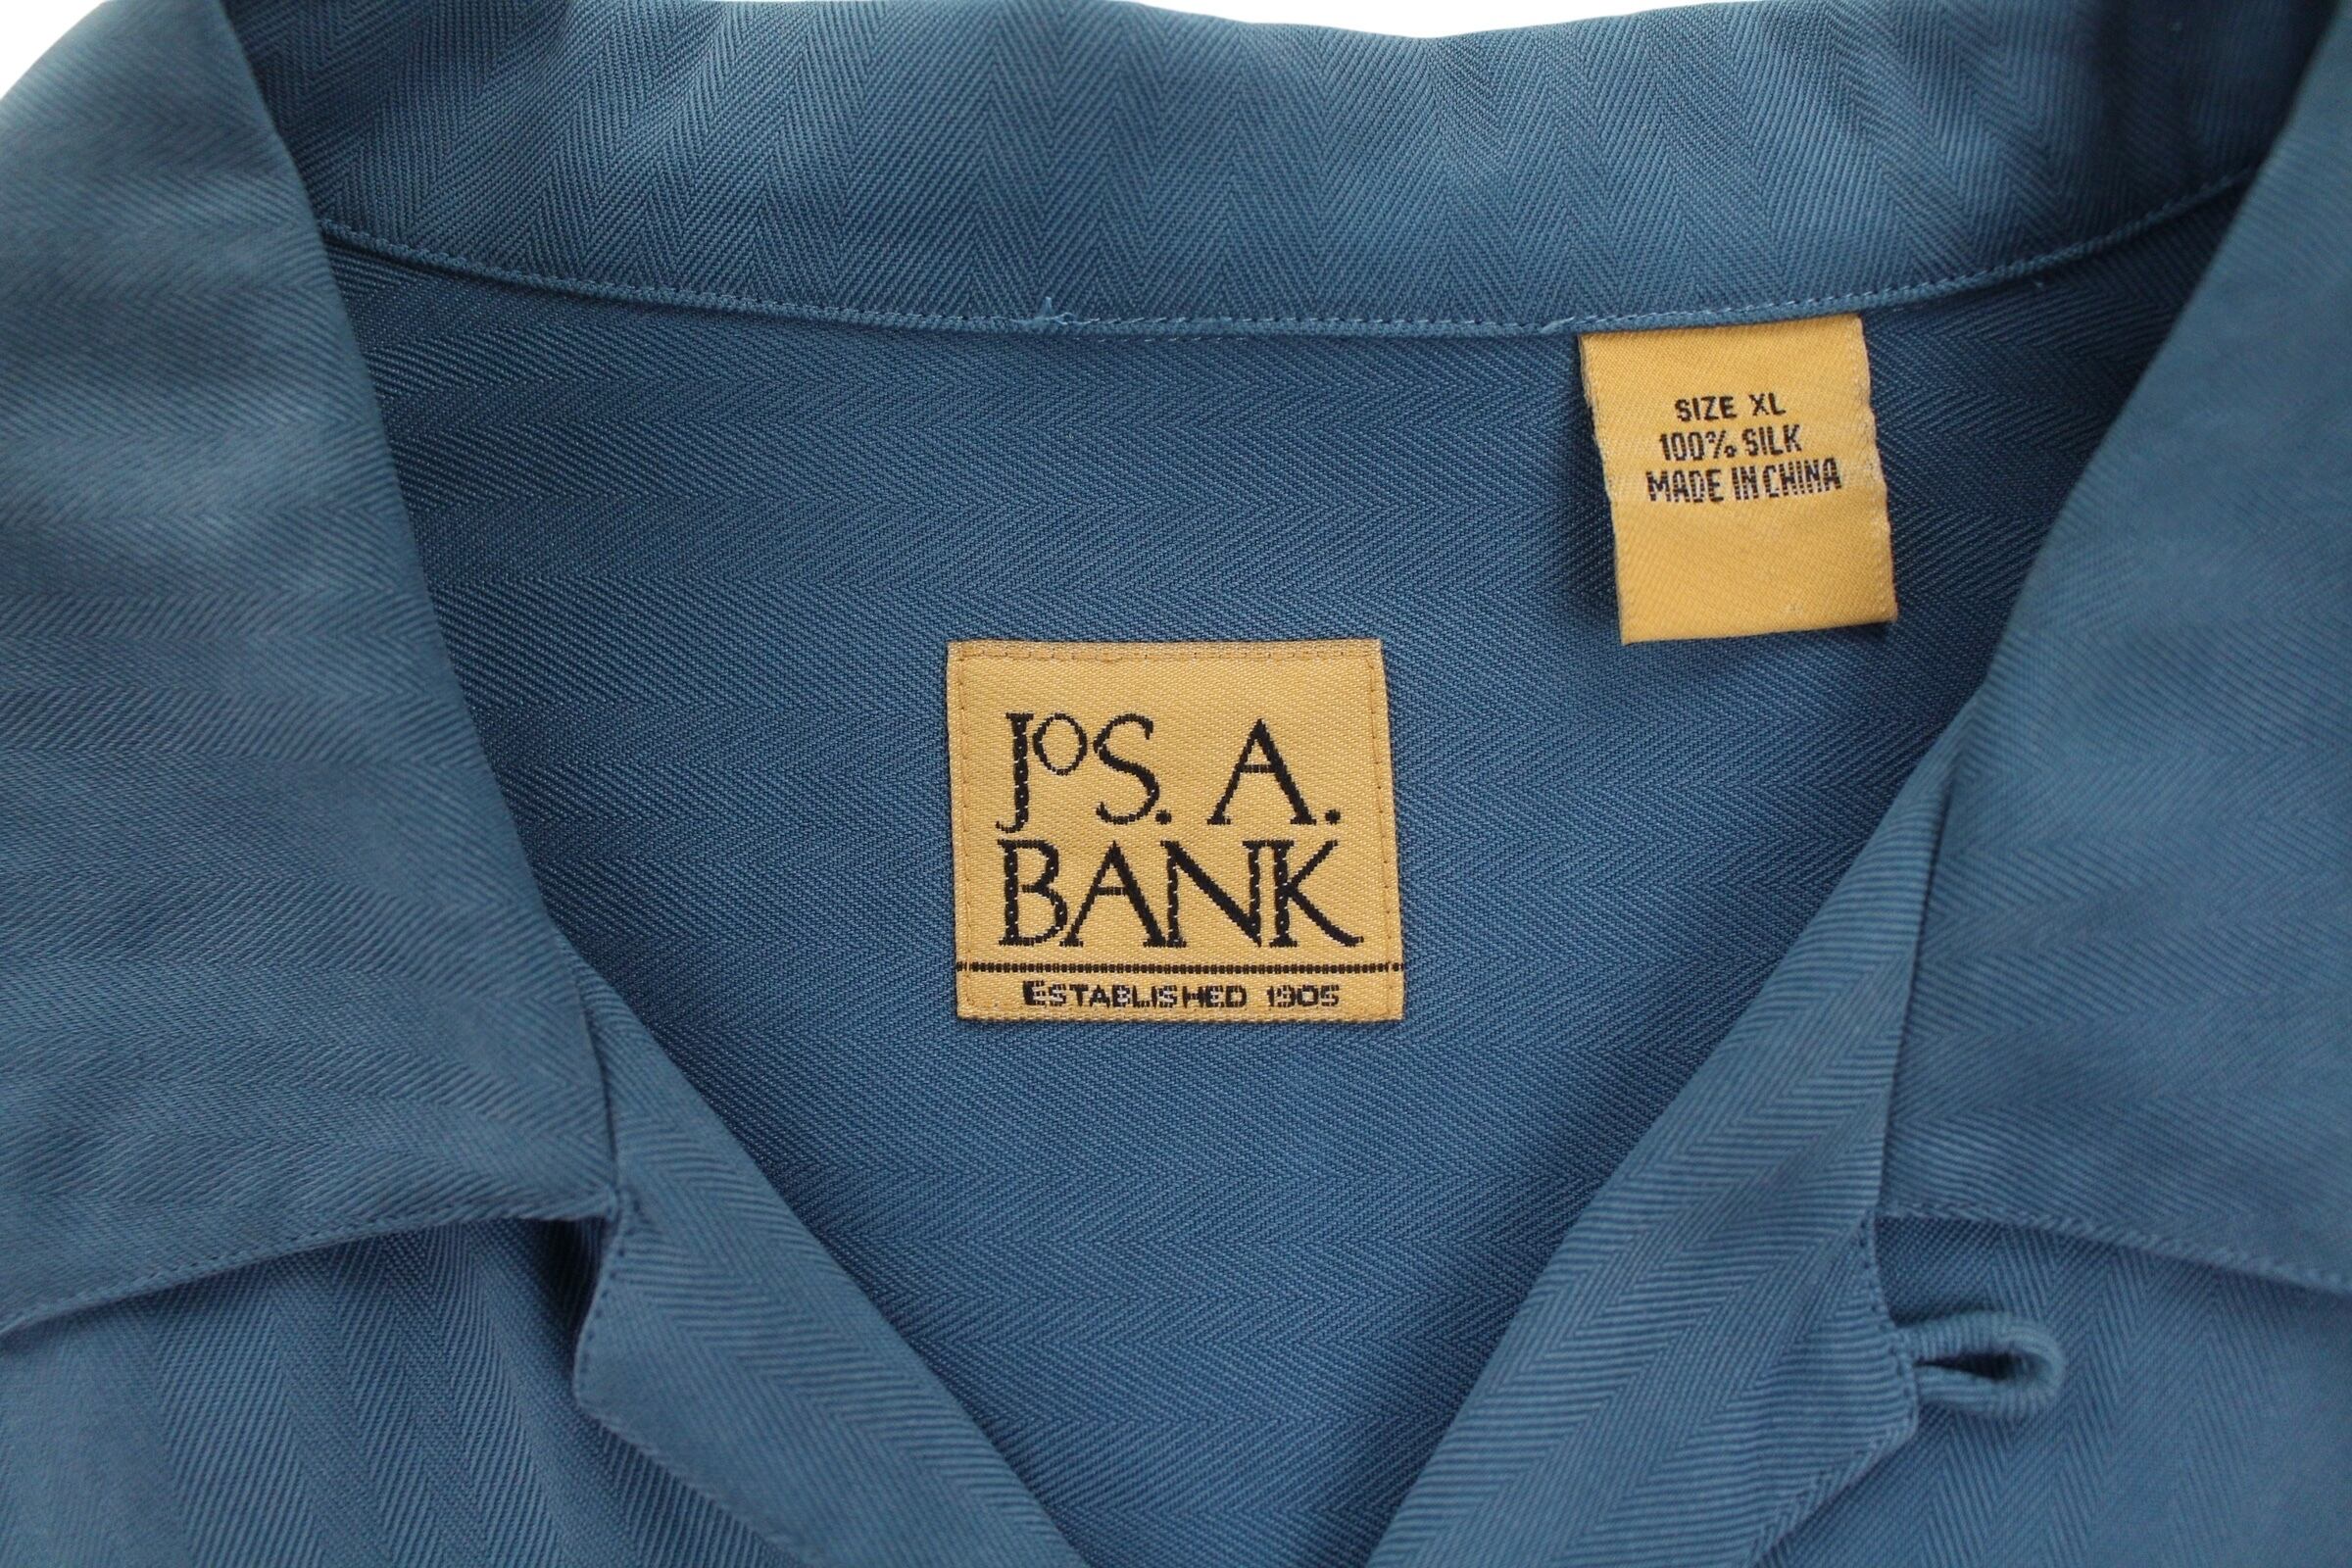 SIZE XL
100% SILK
MADE IN CHINA
JOS. A.
BANK
ESTABLISHED 1905